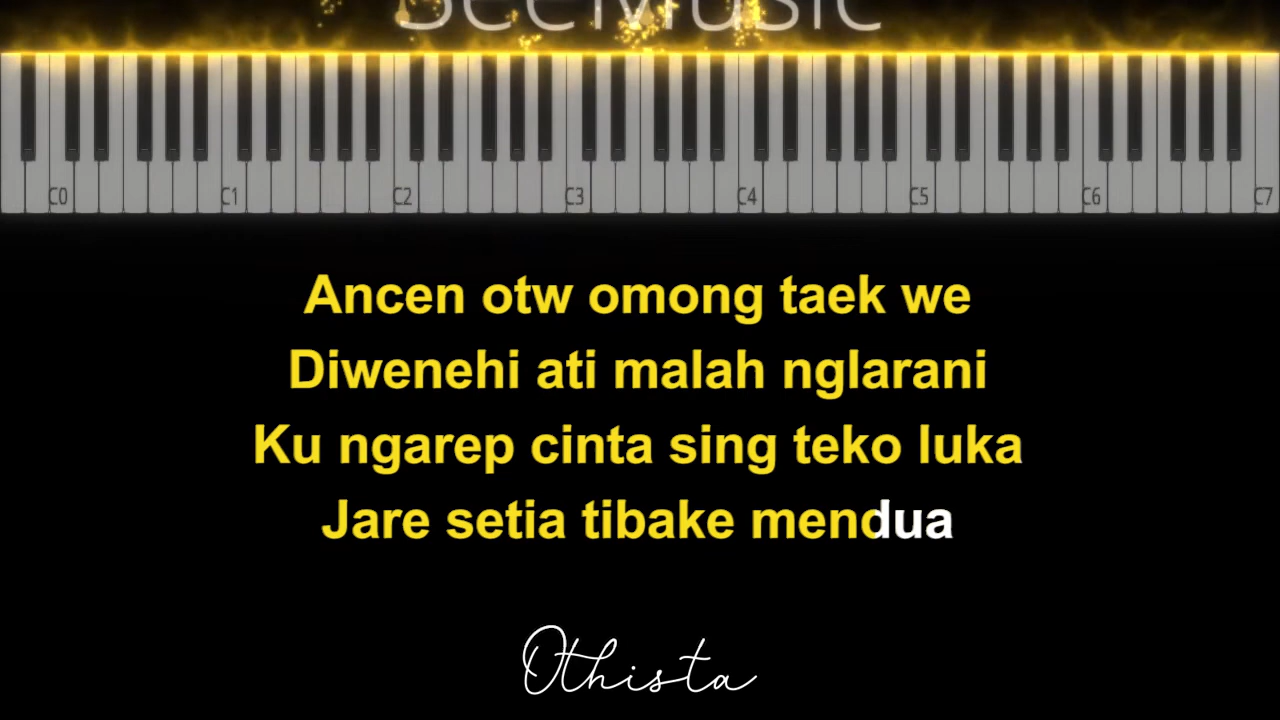 SeeMusic
C0 C1 C2 C3 C4 C5 C6 C7
Ancen otw omong taek we
Diwenehi ati malah nglarani
Ku ngarep cinta sing teko luka
Jare setia tibake mendua
Othista